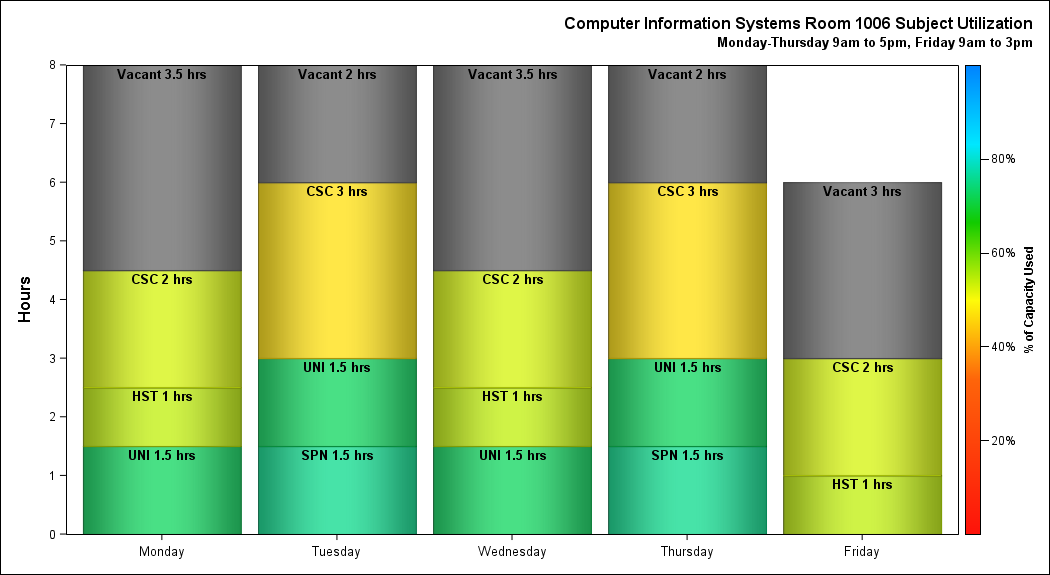 Computer Information Systems Room 1006 Subject Utilization
Monday-Thursday 9am to 5pm, Friday 9am to 3pm
8
7
6
5
4
3
2
1
0
Hours
Vacant 3.5 hrs
CSC 2 hrs
HST 1 hrs
UNI 1.5 hrs
Vacant 2 hrs
CSC 3 hrs
UNI 1.5 hrs
SPN 1.5 hrs
Vacant 3.5 hrs
CSC 2 hrs
HST 1 hrs
UNI 1.5 hrs
Vacant 2 hrs
CSC 3 hrs
UNI 1.5 hrs
SPN 1.5 hrs
Vacant 3 hrs
CSC 2 hrs
HST 1 hrs
Monday
Tuesday
Wednesday
Thursday
Friday
80%
60%
40%
20%
% of Capacity Used